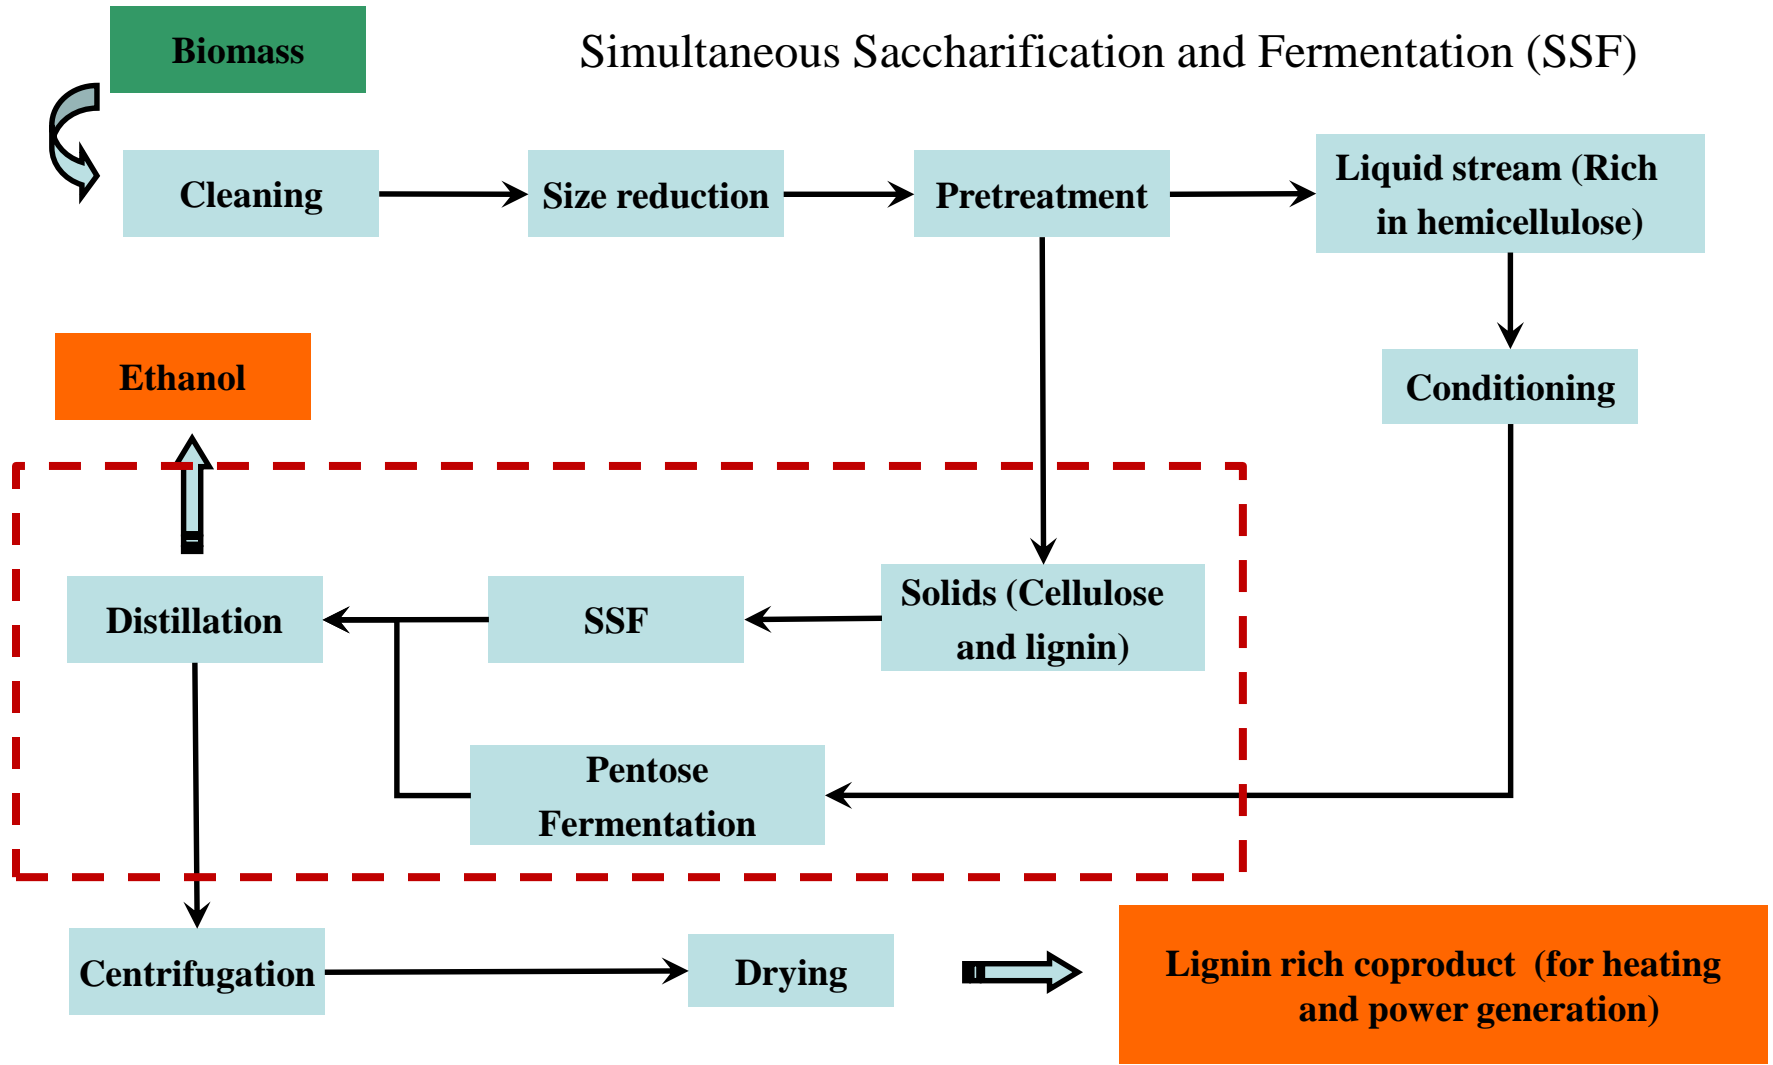 Biomass
Simultaneous Saccharification and Fermentation (SSF)
Cleaning
Size reduction
Pretreatment
Liquid stream (Rich
in hemicellulose)
Ethanol
Conditioning
Distillation
SSF
Solids (Cellulose
and lignin)
Pentose
Fermentation
Centrifugation
Drying
Lignin rich coproduct (for heating
and power generation)